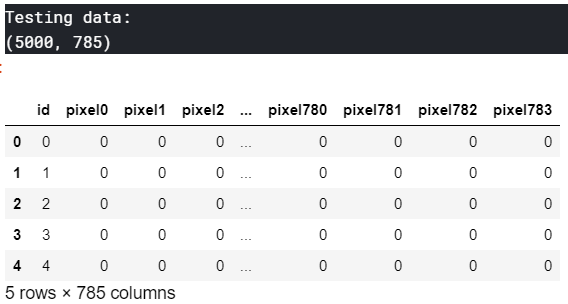 Testing data:
(5000, 785)
:
id pixel0 pixel1 pixel2 ... pixel780 pixel781 pixel782 pixel783
0 0 0 0 0 ... 0 0 0 0
1 1 0 0 0 ... 0 0 0 0
2 2 0 0 0 ... 0 0 0 0
3 3 0 0 0 ... 0 0 0 0
4 4 0 0 0 ... 0 0 0 0
5 rows × 785 columns